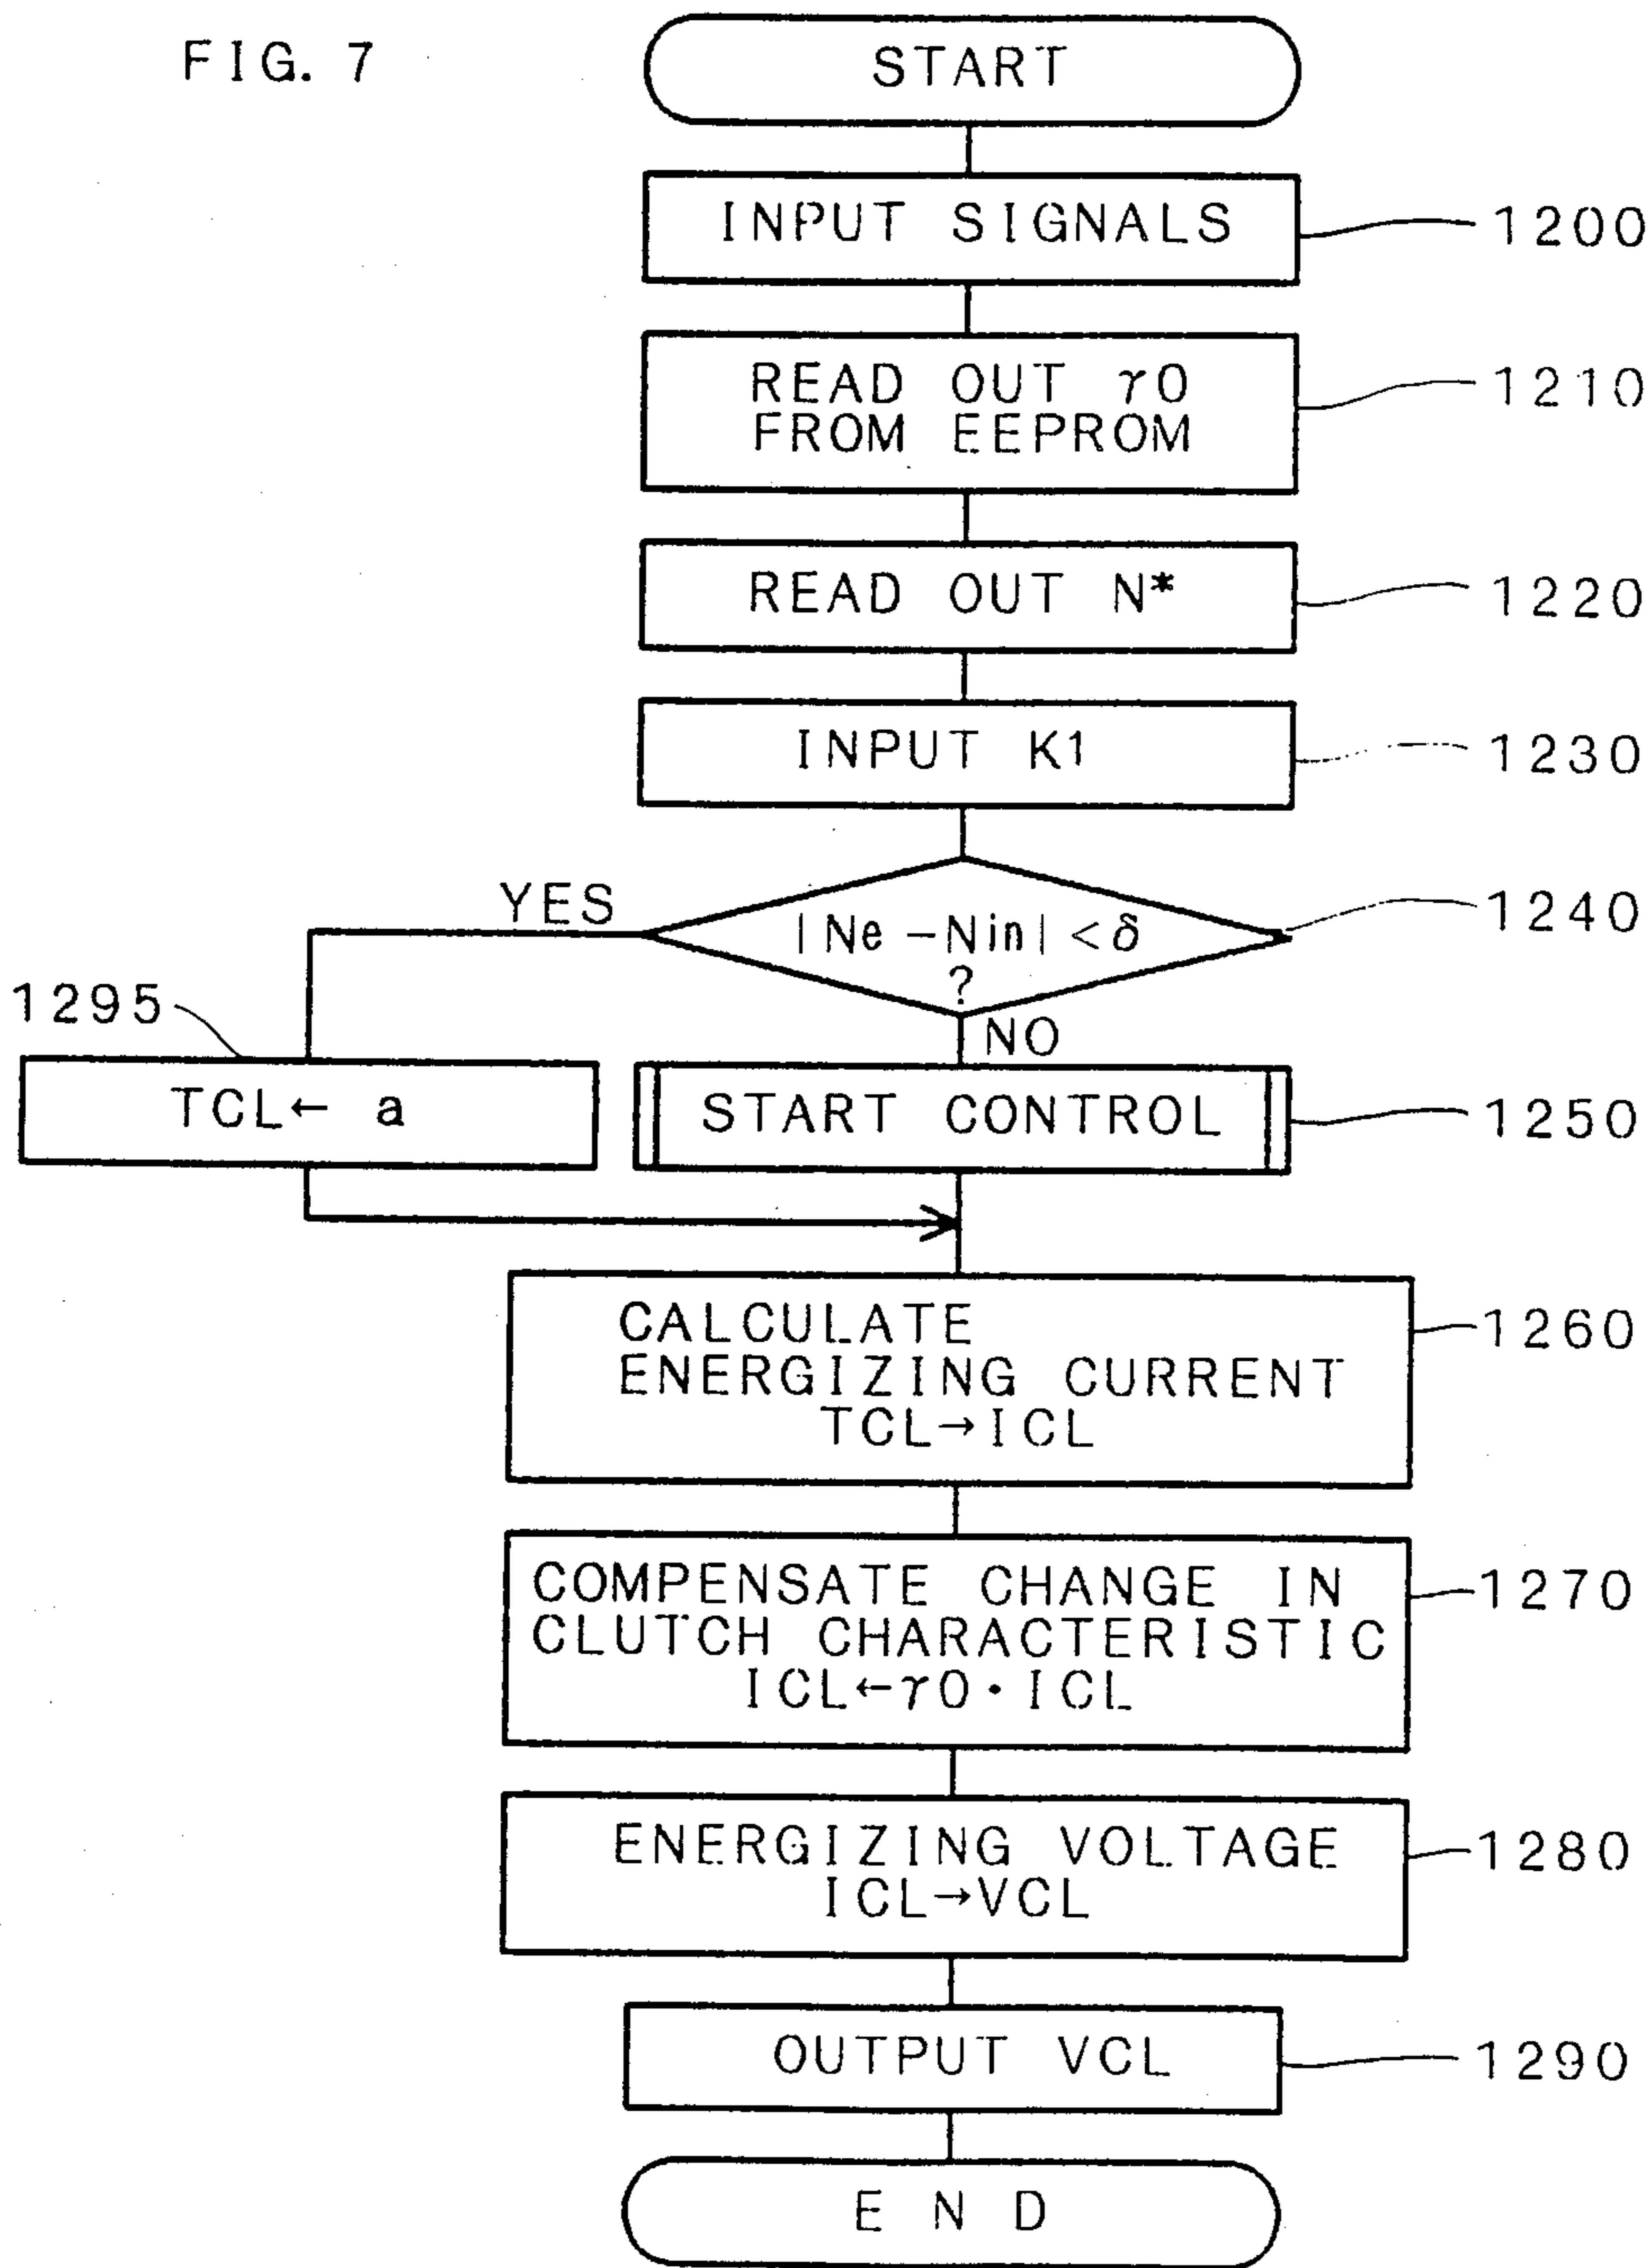 FIG. 7
START
INPUT SIGNALS
1200
READ OUT γ0
FROM EEPROM
1210
READ OUT N*
1220
INPUT K1
1230
YES
|Ne -Nin| <δ
?
1240
NO
1295
TCL← a
START CONTROL
1250
CALCULATE
ENERGIZING CURRENT
TCL→ICL
1260
COMPENSATE CHANGE IN
CLUTCH CHARACTERISTIC
ICL←γ0・ICL
1270
ENERGIZING VOLTAGE
ICL→VCL
1280
OUTPUT VCL
1290
END